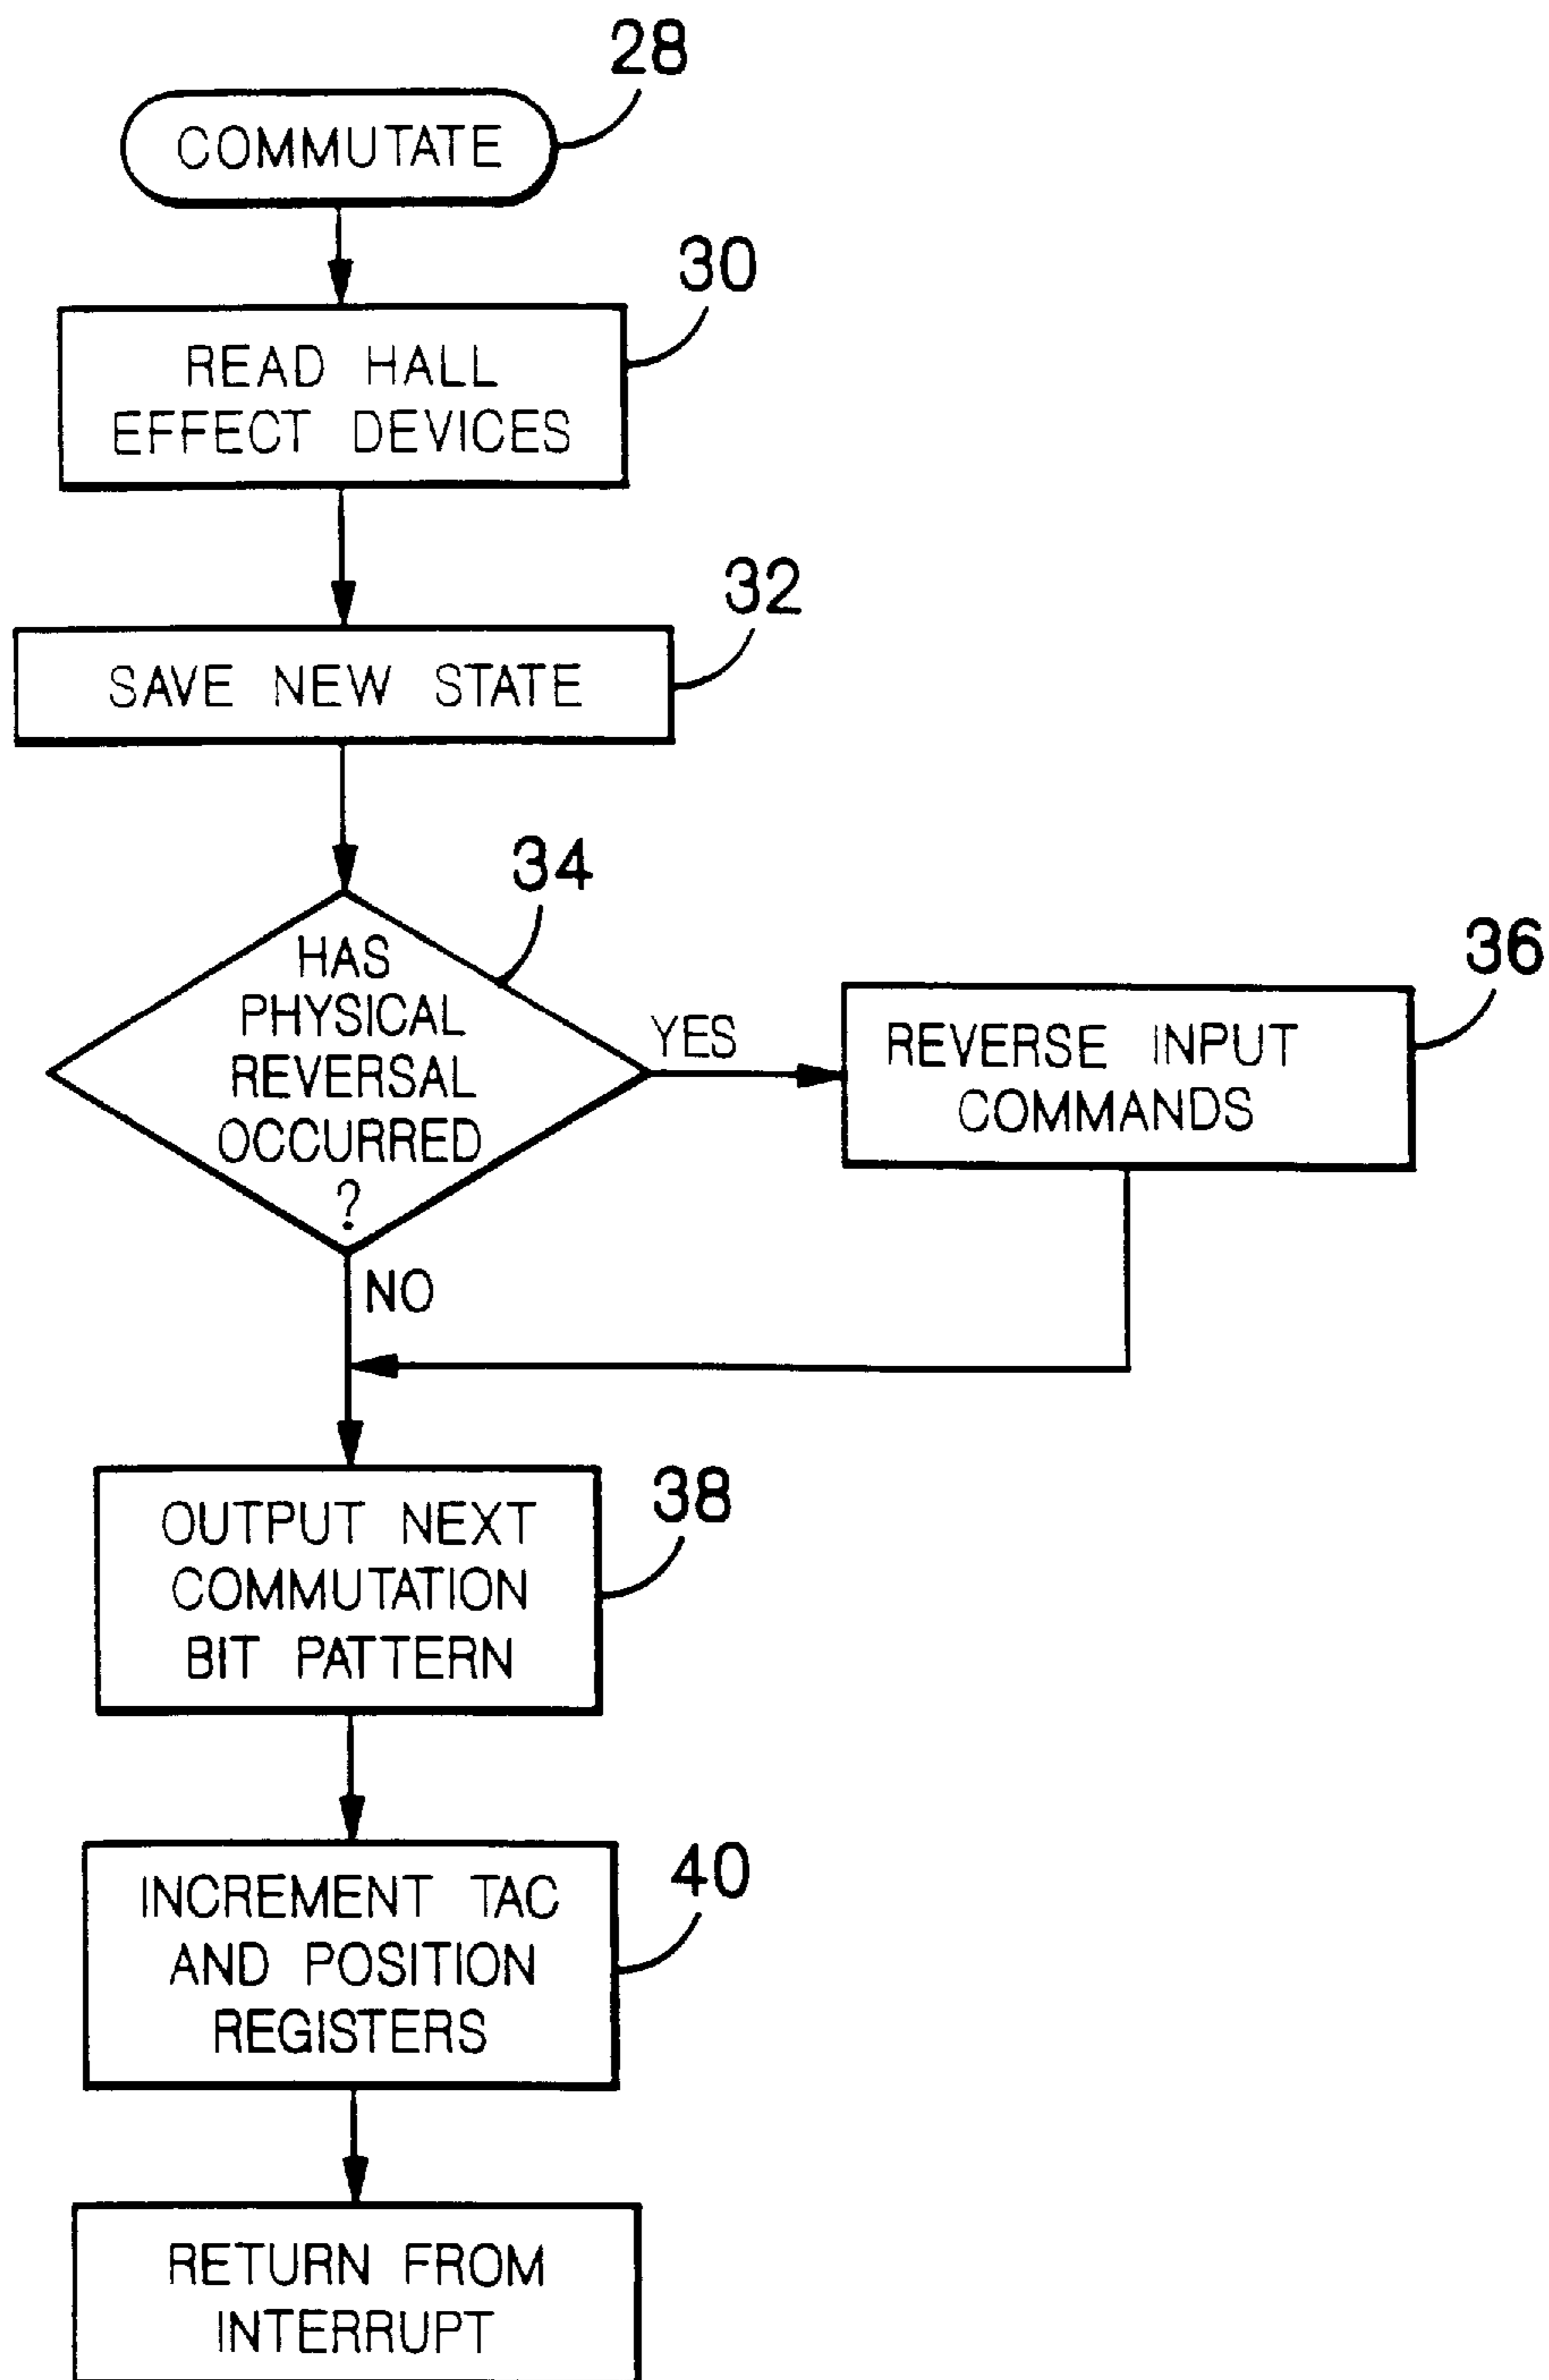 28
COMMUTATE
30
READ HALL
EFFECT DEVICES
32
SAVE NEW STATE
34
HAS
PHYSICAL
REVERSAL
OCCURRED
?
YES
36
REVERSE INPUT
COMMANDS
NO
38
OUTPUT NEXT
COMMUTATION
BIT PATTERN
40
INCREMENT TAC
AND POSITION
REGISTERS
RETURN FROM
INTERRUPT